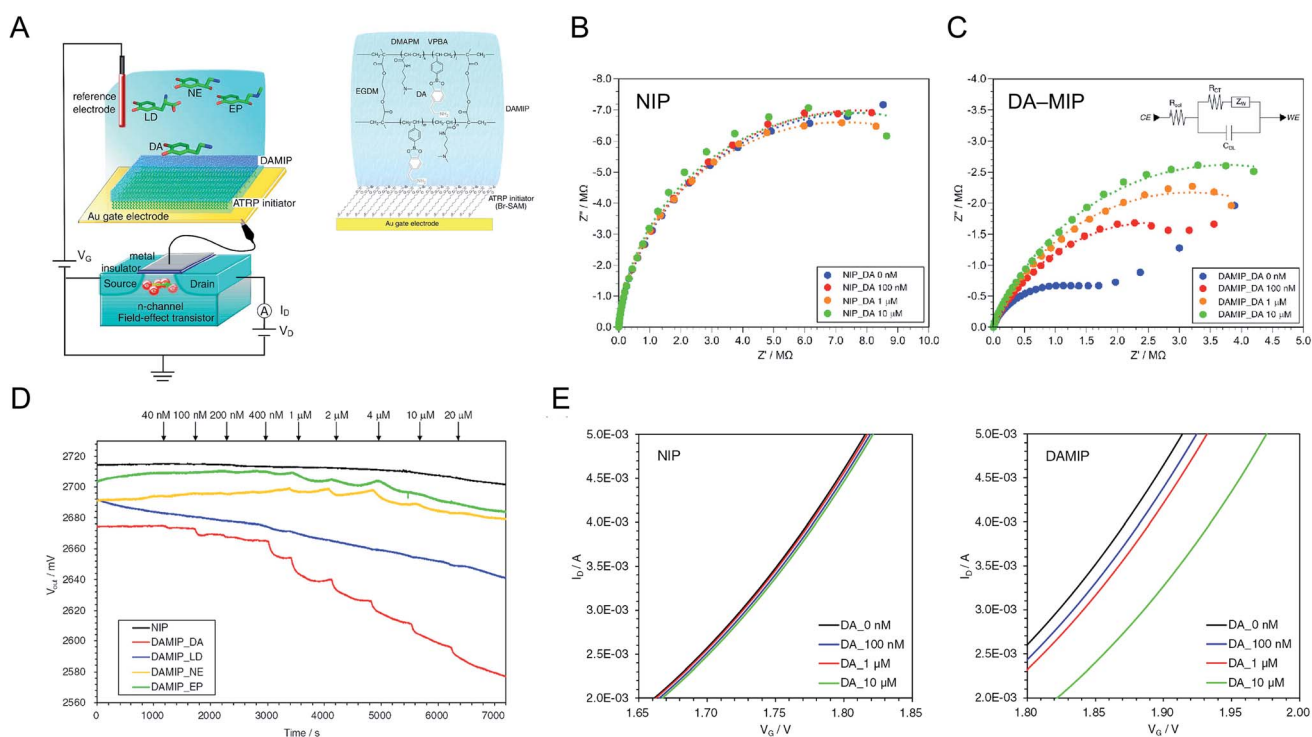 A
reference
electrode
NE
LD
EP
DA
DAMIP
ATRP initiator
Au gate electrode
V_G
metal
insulator
Source
Drain
n-channel
Field-effect transistor
A
I_D
V_D
DMAPM VPBA
EGDM
DA
DAMIP
ATRP initiator
(Br-SAM)
Au gate electrode
B
NIP
-8.0
-7.0
-6.0
-5.0
-4.0
-3.0
-2.0
-1.0
0.0
Z" / MΩ
NIP_DA 0 nM
NIP_DA 100 nM
NIP_DA 1 μM
NIP_DA 10 μM
0.0 1.0 2.0 3.0 4.0 5.0 6.0 7.0 8.0 9.0 10.0
Z' / MΩ
C
DA–MIP
R_sol
R_CT
Z_W
C_DL
CE
WE
-4.0
-3.5
-3.0
-2.5
-2.0
-1.5
-1.0
-0.5
0.0
Z" / MΩ
DAMIP_DA 0 nM
DAMIP_DA 100 nM
DAMIP_DA 1 μM
DAMIP_DA 10 μM
0.0 0.5 1.0 1.5 2.0 2.5 3.0 3.5 4.0 4.5 5.0
Z' / MΩ
D
40 nM 100 nM 200 nM 400 nM 1 μM 2 μM 4 μM 10 μM 20 μM
2720
2700
2680
2660
2640
2620
2600
2580
2560
V_out / mV
NIP
DAMIP_DA
DAMIP_LD
DAMIP_NE
DAMIP_EP
0 1000 2000 3000 4000 5000 6000 7000
Time / s
E
NIP
5.0E-03
4.5E-03
4.0E-03
3.5E-03
3.0E-03
2.5E-03
2.0E-03
I_D / A
DA_0 nM
DA_100 nM
DA_1 μM
DA_10 μM
1.65 1.70 1.75 1.80 1.85
V_G / V
DAMIP
5.0E-03
4.5E-03
4.0E-03
3.5E-03
3.0E-03
2.5E-03
2.0E-03
I_D / A
DA_0 nM
DA_100 nM
DA_1 μM
DA_10 μM
1.80 1.85 1.90 1.95 2.00
V_G / V